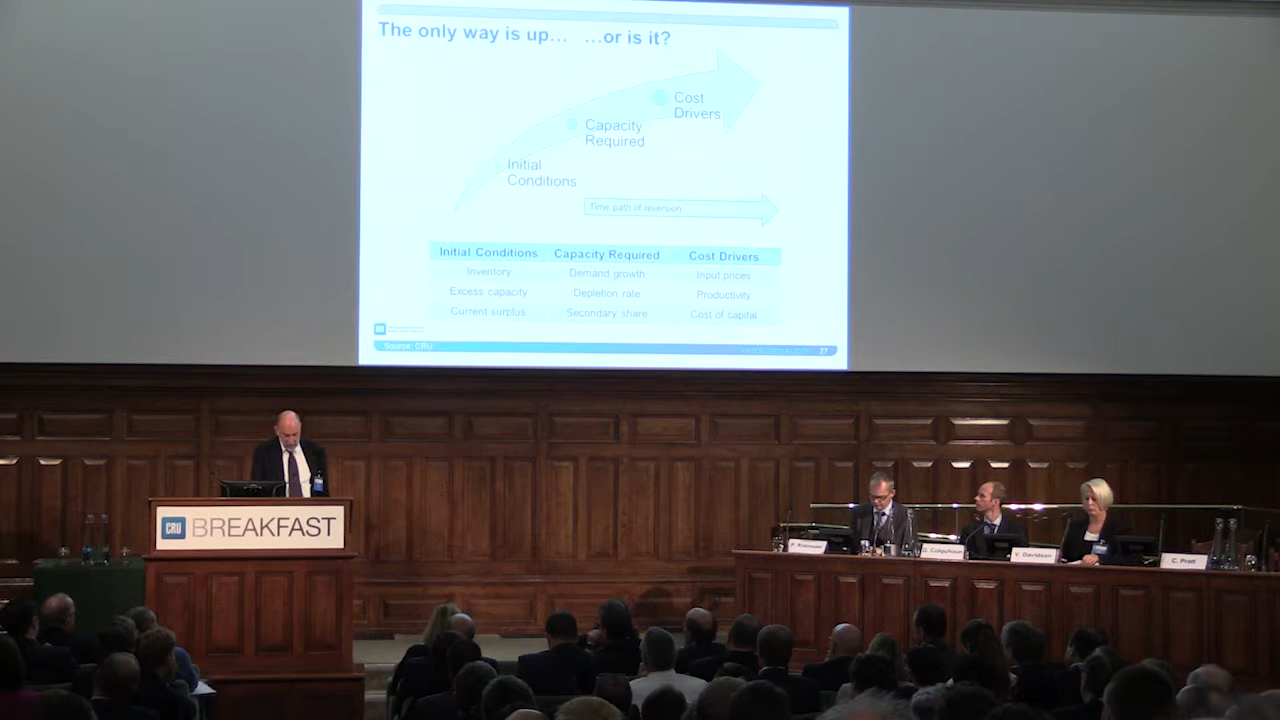 The only way is up... ...or is it?
Cost
Drivers
Capacity
Required
Initial
Conditions
Time path of reversion
Initial Conditions Capacity Required Cost Drivers
Inventory Demand growth Input prices
Excess capacity Depletion rate Productivity
Current surplus Secondary share Cost of capital
Source: CRU
27
CRU BREAKFAST
G. Colquhoun
V. Davidson
C. Pratt